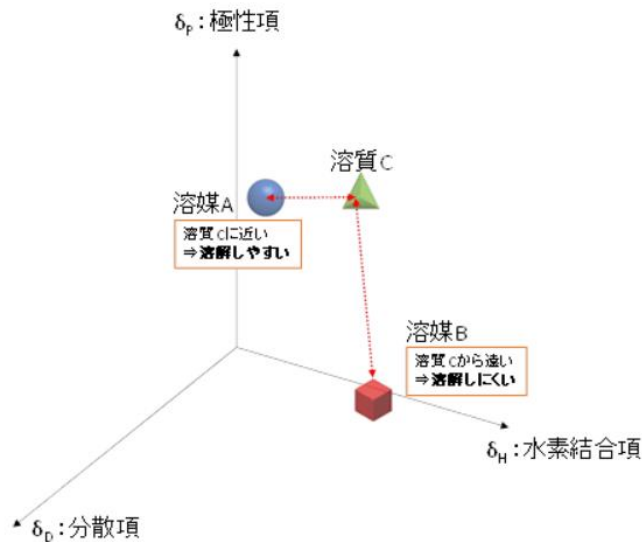 δP:極性項
溶質C
溶媒A
溶質Cに近い
⇒溶解しやすい
溶媒B
溶質Cから遠い
⇒溶解しにくい
δH:水素結合項
δD:分散項